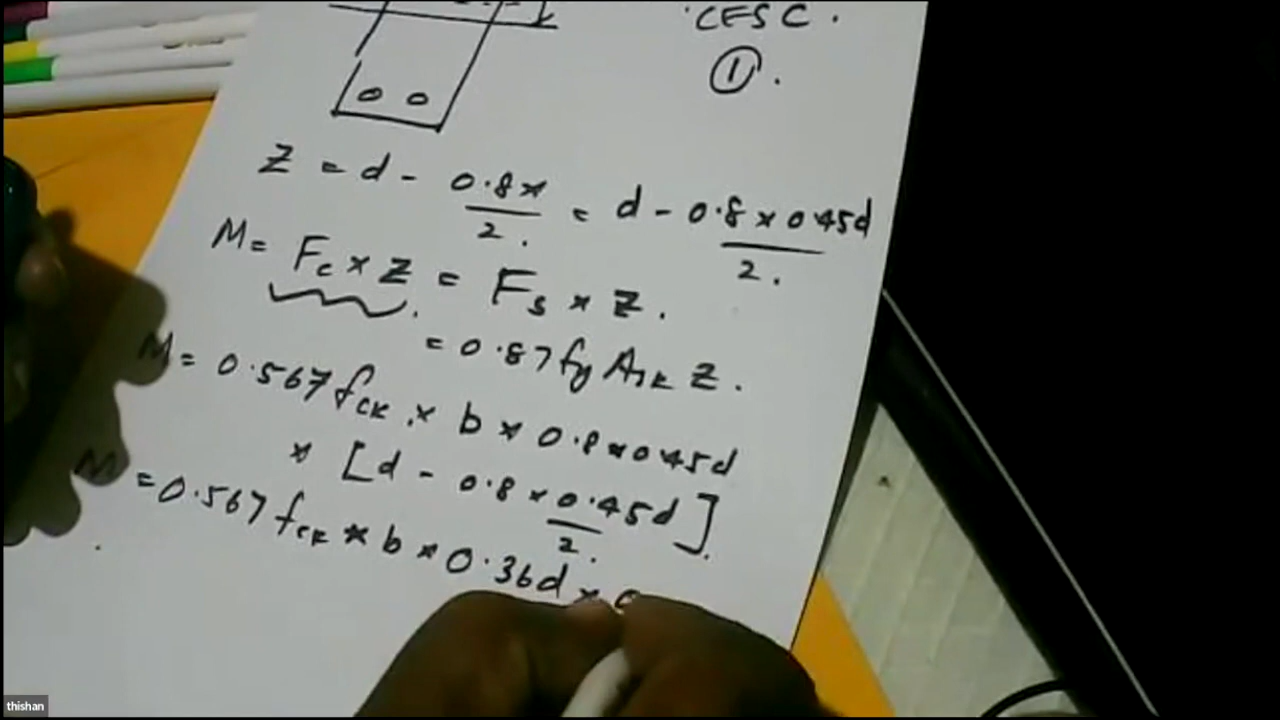 CESC.
①.
Z = d - 0.8x/2. = d - 0.8 x 0.45d/2.
M = Fc x Z = Fs x Z.
= 0.87 fy Ask Z.
M = 0.567 fck x b x 0.8 x 0.45d
x [d - 0.8 x 0.45d/2.]
M = 0.567 fck x b x 0.36d x
thishan